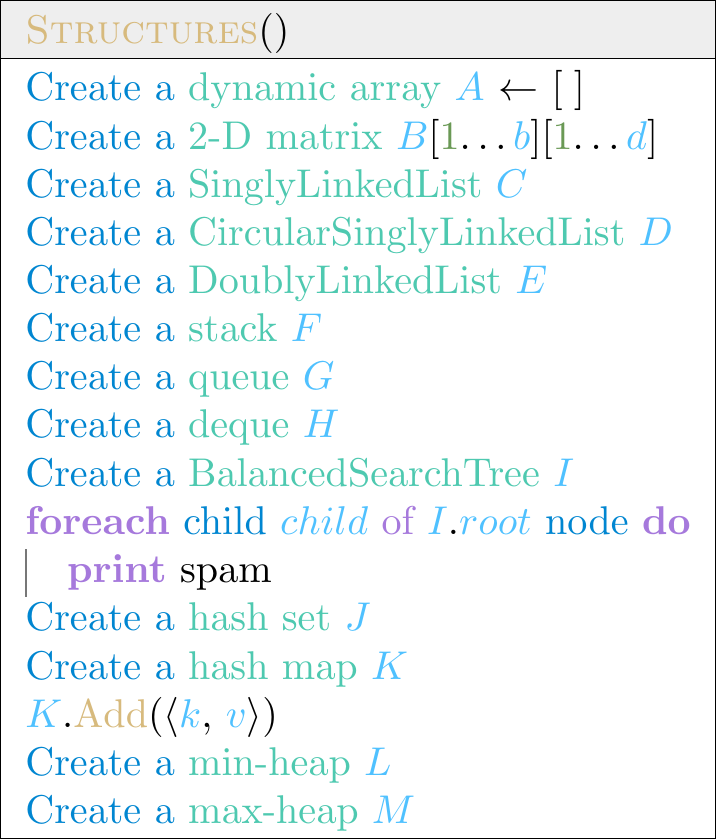 STRUCTURES()
Create a dynamic array A ← [ ]
Create a 2-D matrix B[1...b][1...d]
Create a SinglyLinkedList C
Create a CircularSinglyLinkedList D
Create a DoublyLinkedList E
Create a stack F
Create a queue G
Create a deque H
Create a BalancedSearchTree I
foreach child child of I.root node do
print spam
Create a hash set J
Create a hash map K
K.Add(⟨k, v⟩)
Create a min-heap L
Create a max-heap M